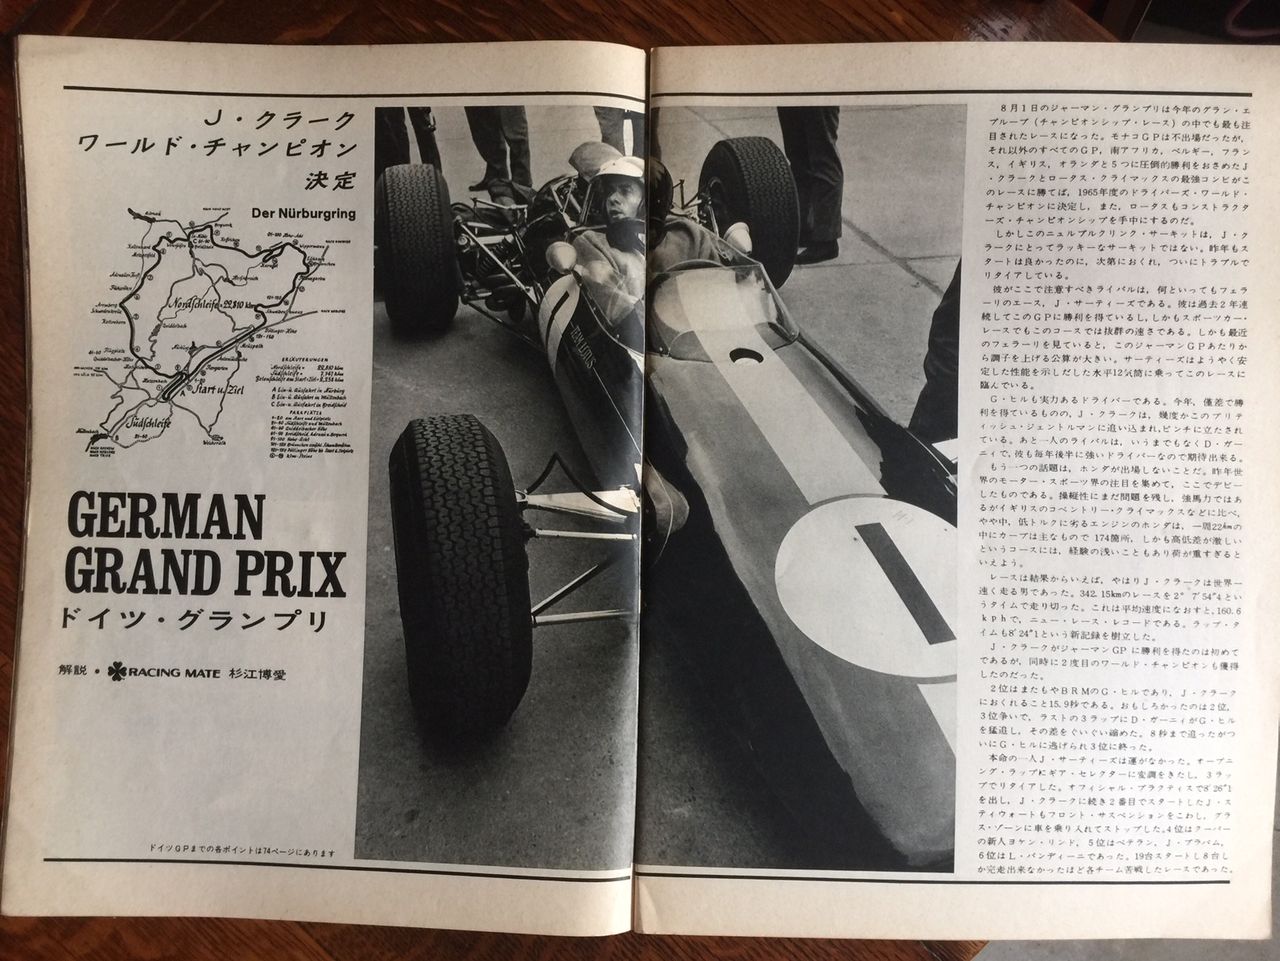 J・クラーク
ワールド・チャンピオン
決定
Der Nürburgring
Nordschleife=22,810 km
Start u. Ziel
Südschleife
ERLÄUTERUNGEN
Nordschleife = 22,810 km
Südschleife = 7,747 km
A Ein- u. Ausfahrt in Nürburg
B Ein- u. Ausfahrt in Müllenbach
C Ein- u. Ausfahrt in Breidscheid
PARKPLÄTZE
GERMAN
GRAND PRIX
ドイツ・グランプリ
解説・RACING MATE 杉江博愛
ドイツGPまでの各ポイントは74ページにあります
1
TEAM LOTUS
1
8月1日のジャーマン・グランプリは今年のグラン・エ
プルーブ(チャンピオンシップ・レース)の中でも最も注
目されたレースになった。モナコGPは不出場だったが,
それ以外のすべてのGP,南アフリカ,ベルギー,フラン
ス,イギリス,オランダと5つに圧倒的勝利をおさめたJ
・クラークとロータス・クライマックスの最強コンビがこ
のレースに勝てば,1965年度のドライバーズ・ワールド・
チャンピオンに決定し,また,ロータスもコンストラクタ
ーズ・チャンピオンシップを手中にするのだ。
しかしこのニュルブルクリンク・サーキットは,J・ク
ラークにとってラッキーなサーキットではない。昨年もス
タートは良かったのに,次第におくれ,ついにトラブルで
リタイアしている。
彼がここで注意すべきライバルは,何といってもフェラ
ーリのエース,J・サーティーズである。彼は過去2年連
続してこのGPに勝利を得ているし,しかもスポーツカー・
レースでもこのコースでは抜群の速さである。しかも最近
のフェラーリを見ていると,このジャーマンGPあたりか
ら調子を上げる公算が大きい。サーティーズはようやく安
定した性能を示しだした水平12気筒に乗ってこのレースに
臨んでいる。
G・ヒルも実力あるドライバーである。今年,僅差で勝
利を得ているものの,J・クラークは,幾度かこのブリテ
ィッシュ・ジェントルマンに追い込まれ,ピンチに立たされ
ている。あと一人のライバルは,いうまでもなくD・ガー
ニイで,彼も毎年後半に強いドライバーなので期待出来る。
もう一つの話題は,ホンダが出場しないことだ。昨年世
界のモーター・スポーツ界の注目を集めて,ここでデビー
したものである。操縦性にまだ問題を残し,強馬力ではあ
るがイギリスのコベントリー・クライマックスなどに比べ,
やや中,低トルクに劣るエンジンのホンダは,一周22kmの
中にカーブは主なもので174箇所,しかも高低差が激しい
というコースには,経験の浅いこともあり荷が重すぎると
いえよう。
レースは結果からいえば,やはりJ・クラークは世界一
速く走る男であった。342.15kmのレースを2°7′54″4とい
うタイムで走り切った。これは平均速度になおすと,160.6
kphで,ニュー・レース・レコードである。ラップ・タ
イムも8′24″1という新記録を樹立した。
J・クラークがジャーマンGPに勝利を得たのは初めて
であるが,同時に2度目のワールド・チャンピオンも獲得
したのだった。
2位はまたもやBRMのG・ヒルであり,J・クラーク
におくれること15.9秒である。おもしろかったのは2位,
3位争いで,ラストの3ラップにD・ガーニィがG・ヒル
を猛追し,その差をぐいぐい縮めた。8秒まで追ったがつ
いにG・ヒルに逃げられ3位に終った。
本命の一人J・サーティーズは運がなかった。オープニ
ング・ラップにギア・セレクターに変調をきたし,3ラッ
プでリタイアした。オフィシャル・プラクティスで8′26″1
を出し,J・クラークに続き2番目でスタートしたJ・ス
ティウォートもフロント・サスペンションをこわし,グラ
ス・ゾーンに車を乗り入れてストップした。4位はクーパー
の新人ヨケン・リンド,5位はベテラン,J・ブラバム,
6位はL・バンディーニであった。19台スタートし8台し
か完走出来なかったほど各チーム苦戦したレースであった。